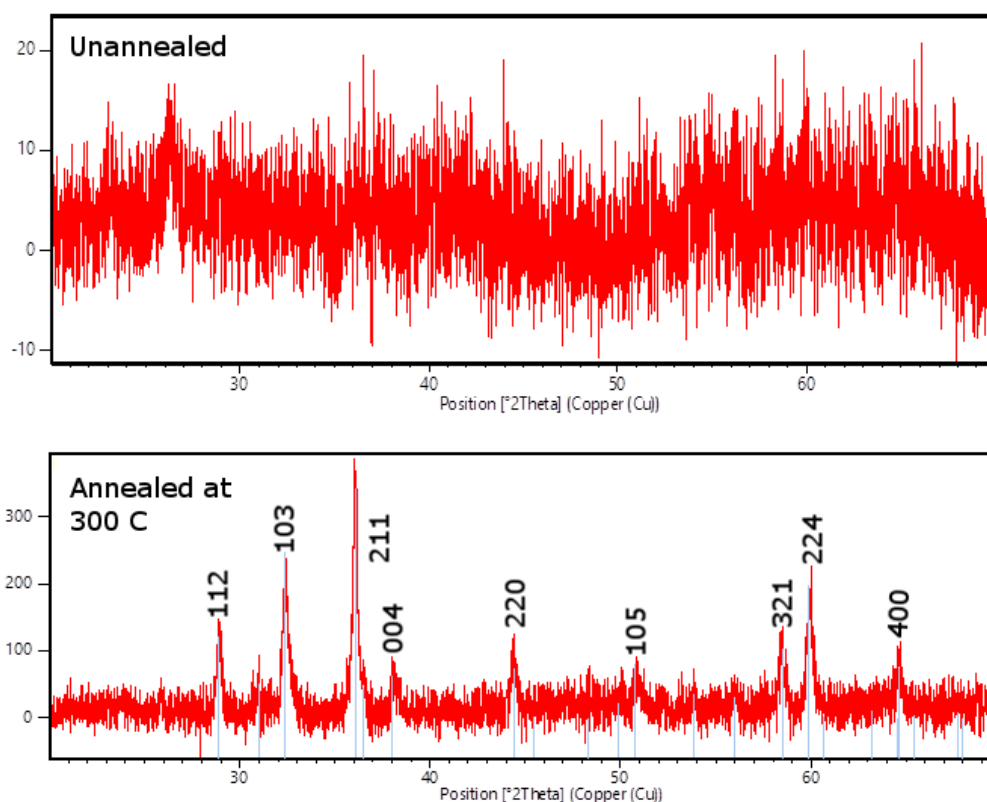 Unannealed
20
10
0
-10
30 40 50 60
Position [°2Theta] (Copper (Cu))
Annealed at
300 C
300
200
100
0
112 103 211 004 220 105 321 224 400
30 40 50 60
Position [°2Theta] (Copper (Cu))